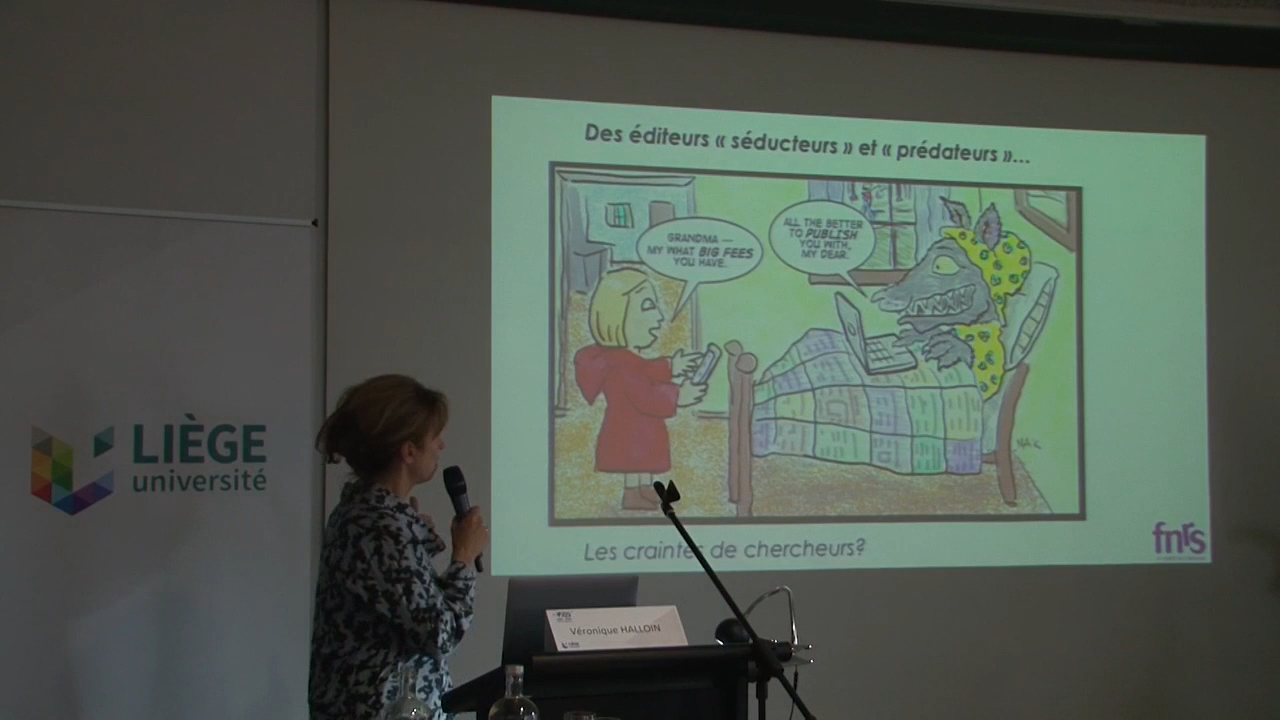 Des éditeurs « séducteurs » et « prédateurs »...
GRANDMA —
MY WHAT BIG FEES
YOU HAVE.
ALL THE BETTER
TO PUBLISH
YOU WITH,
MY DEAR.
Les craintes de chercheurs?
fnrs
LIÈGE
université
Véronique HALLOIN